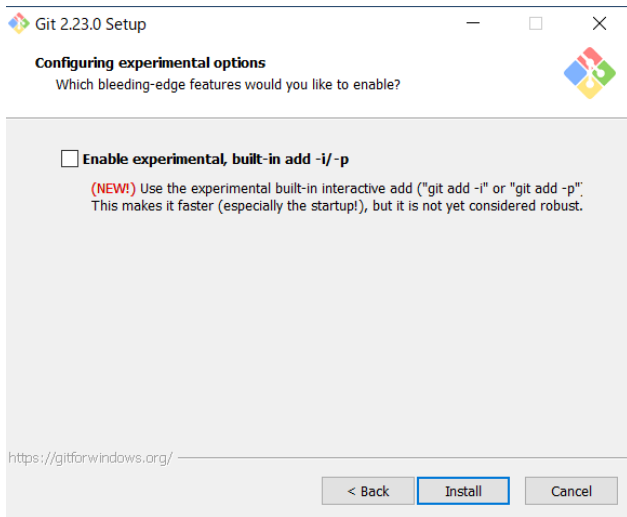 Git 2.23.0 Setup
Configuring experimental options
Which bleeding-edge features would you like to enable?
Enable experimental, built-in add -i/-p
(NEW!) Use the experimental built-in interactive add ("git add -i" or "git add -p")
This makes it faster (especially the startup!), but it is not yet considered robust.
https://gitforwindows.org/
< Back
Install
Cancel